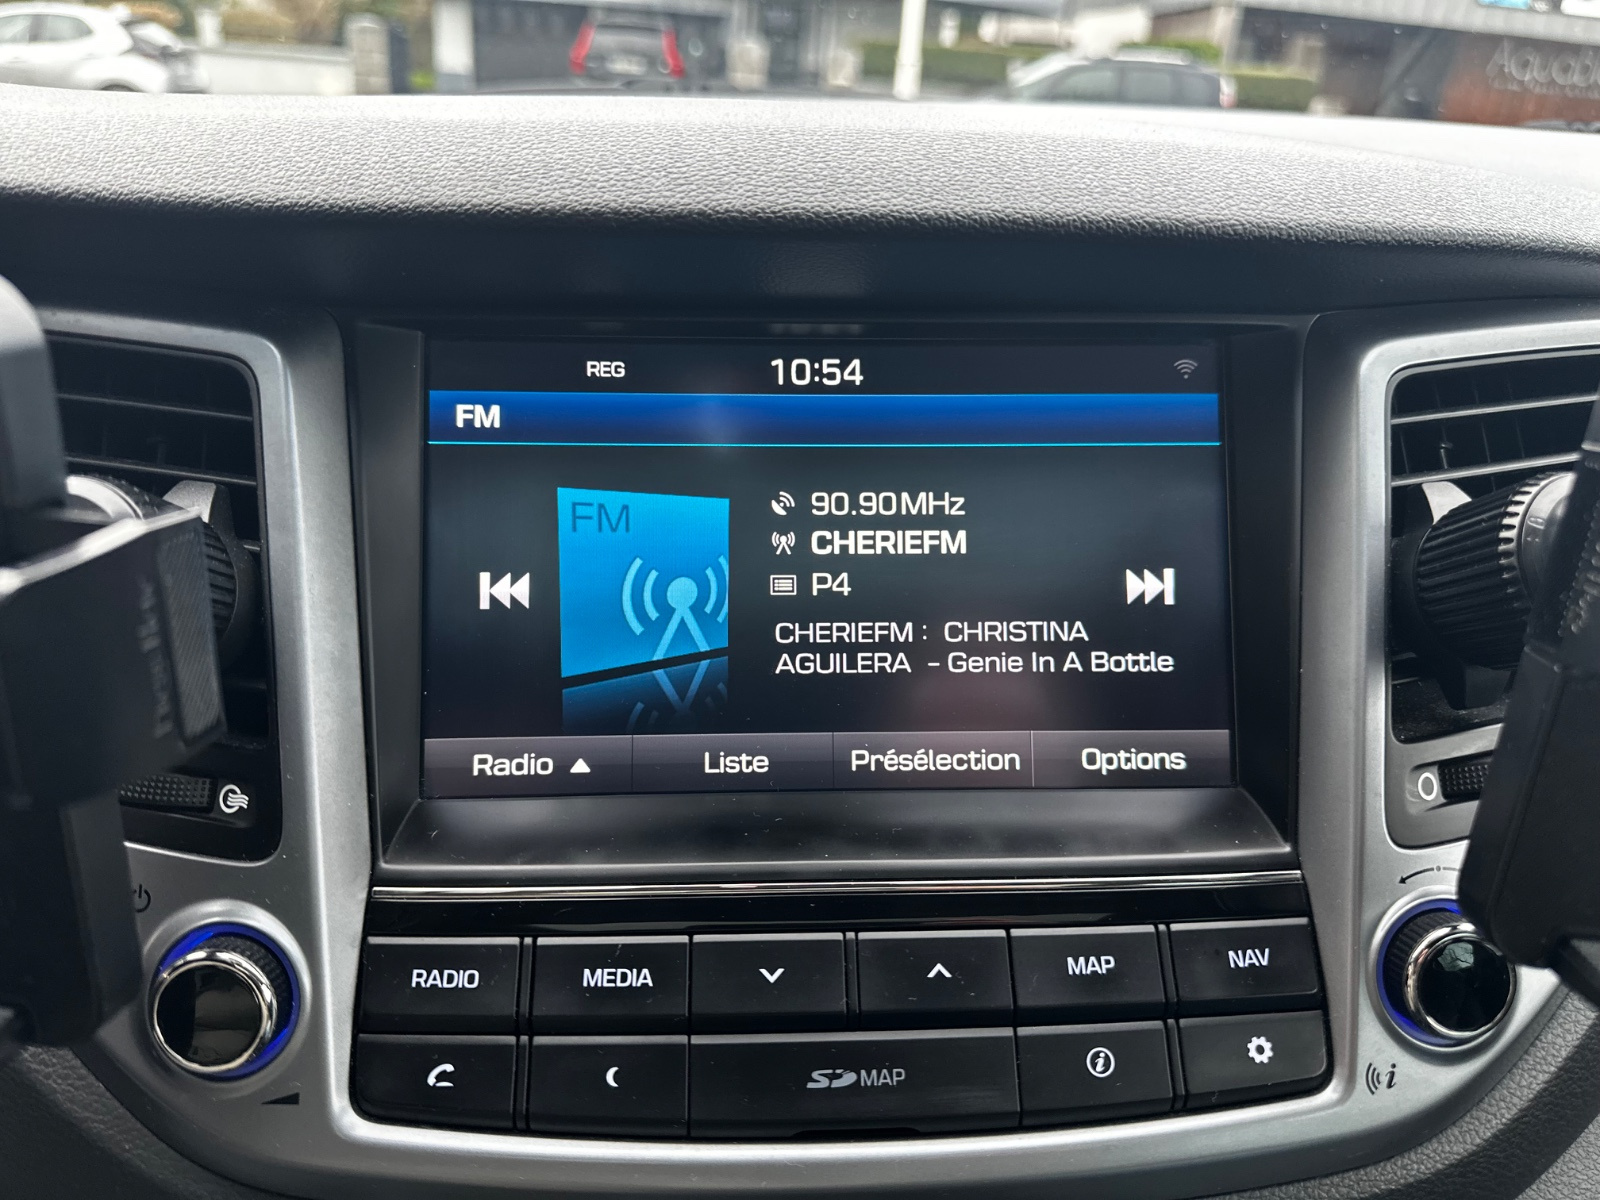 REG 10:54
FM
FM
90.90MHz
CHERIEFM
P4
CHERIEFM : CHRISTINA
AGUILERA - Genie In A Bottle
Radio ▲ Liste Présélection Options
RADIO MEDIA MAP NAV
SD MAP